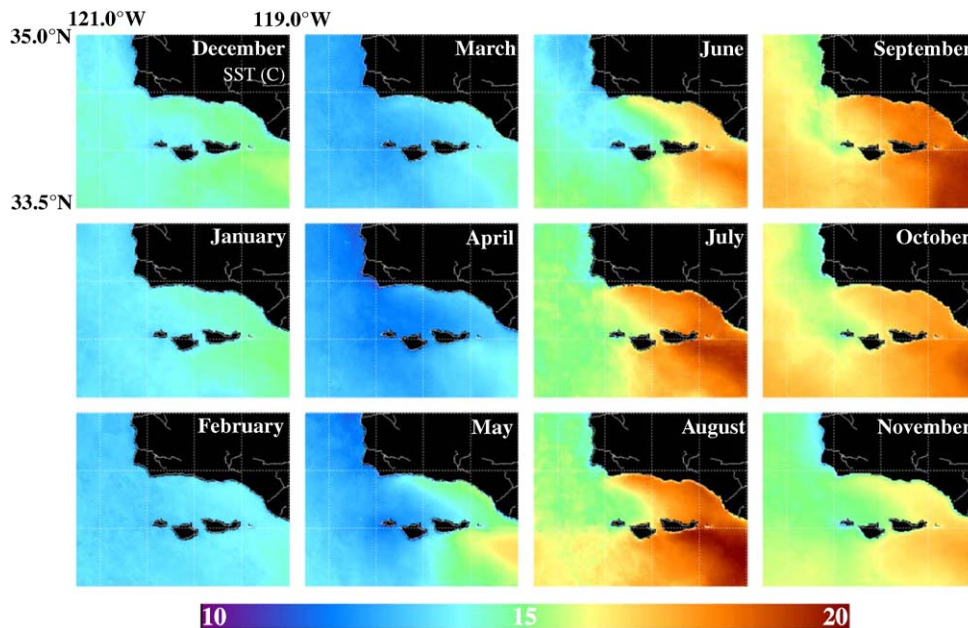 121.0°W 119.0°W
35.0°N
33.5°N
December March June September
SST (C)
January April July October
February May August November
10 15 20